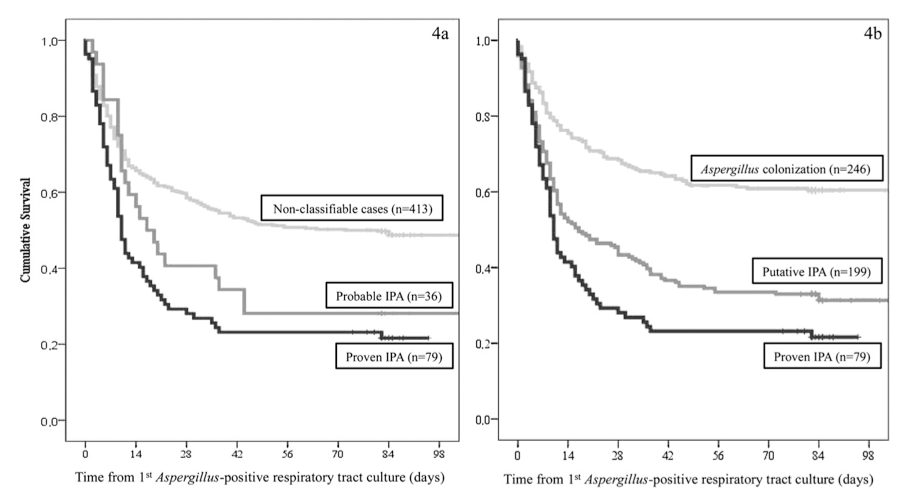 4a
1,0
0,8
0,6
0,4
0,2
0,0
Cumulative Survival
Non-classifiable cases (n=413)
Probable IPA (n=36)
Proven IPA (n=79)
0 14 28 42 56 70 84 98
Time from 1st Aspergillus-positive respiratory tract culture (days)
4b
1,0
0,8
0,6
0,4
0,2
0,0
Aspergillus colonization (n=246)
Putative IPA (n=199)
Proven IPA (n=79)
0 14 28 42 56 70 84 98
Time from 1st Aspergillus-positive respiratory tract culture (days)